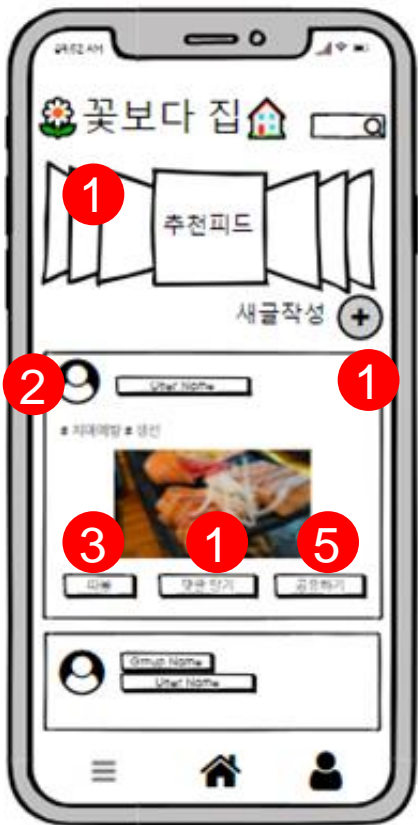 꽃보다 집
1
추천피드
새글작성
2
1
User Name
# 치매예방 # 생선
3
1
5
따봉
댓글 달기
공유하기
Group Name
User Name